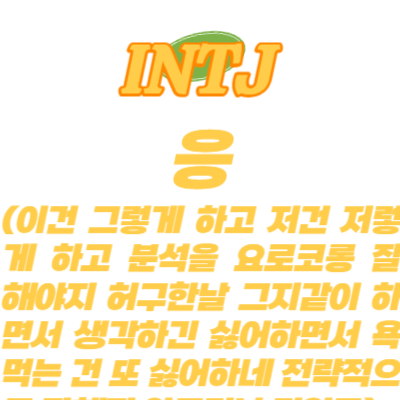 INTJ
응
(이건 그렇게 하고 저건 저렇
게 하고 분석을 요로코롱 잘
해야지 허구한날 그지같이 하
면서 생각하긴 싫어하면서 욕
먹는 건 또 싫어하네 전략적으